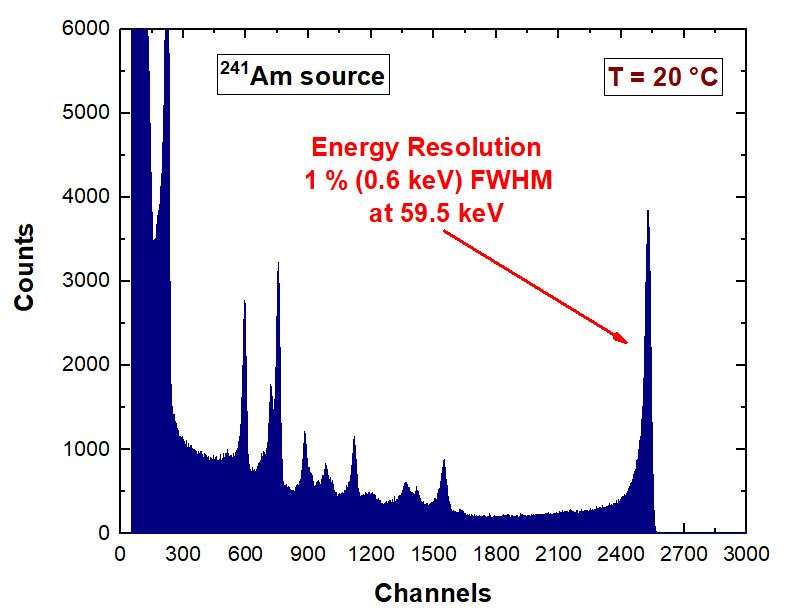 6000
5000
4000
3000
2000
1000
0
Counts
²⁴¹Am source
T = 20 °C
Energy Resolution
1 % (0.6 keV) FWHM
at 59.5 keV
0 300 600 900 1200 1500 1800 2100 2400 2700 3000
Channels